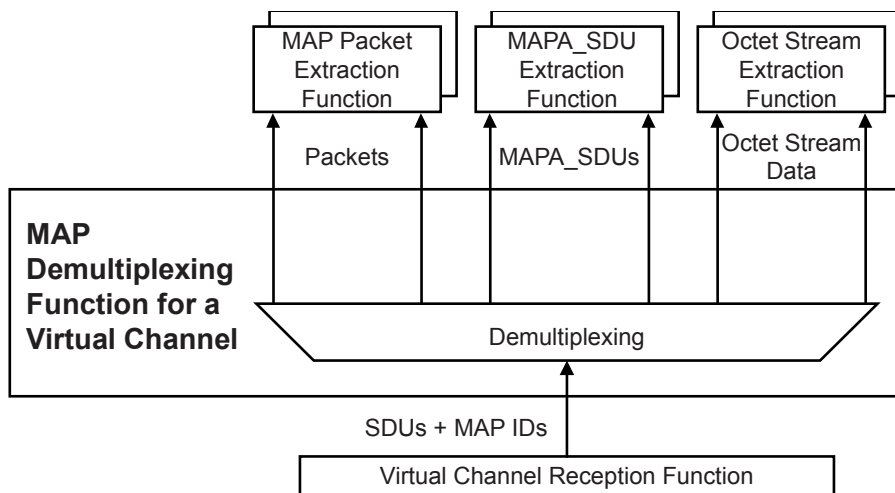 MAP Packet
Extraction
Function
MAPA_SDU
Extraction
Function
Octet Stream
Extraction
Function
Packets
MAPA_SDUs
Octet Stream
Data
MAP
Demultiplexing
Function for a
Virtual Channel
Demultiplexing
SDUs + MAP IDs
Virtual Channel Reception Function